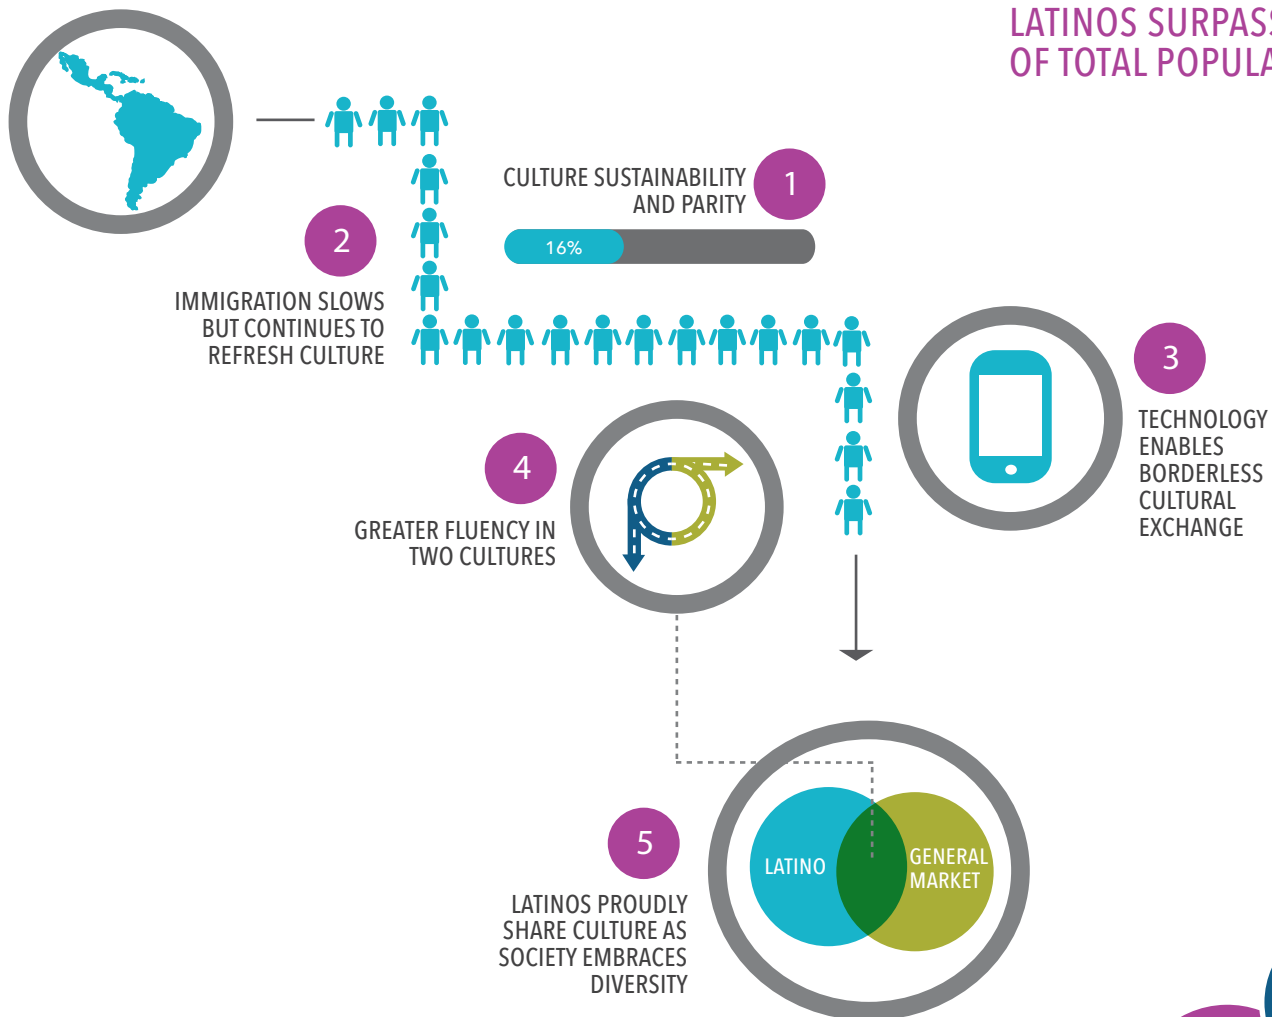 LATINOS SURPASS
OF TOTAL POPULA
1
CULTURE SUSTAINABILITY
AND PARITY
16%
2
IMMIGRATION SLOWS
BUT CONTINUES TO
REFRESH CULTURE
3
TECHNOLOGY
ENABLES
BORDERLESS
CULTURAL
EXCHANGE
4
GREATER FLUENCY IN
TWO CULTURES
5
LATINOS PROUDLY
SHARE CULTURE AS
SOCIETY EMBRACES
DIVERSITY
LATINO
GENERAL
MARKET